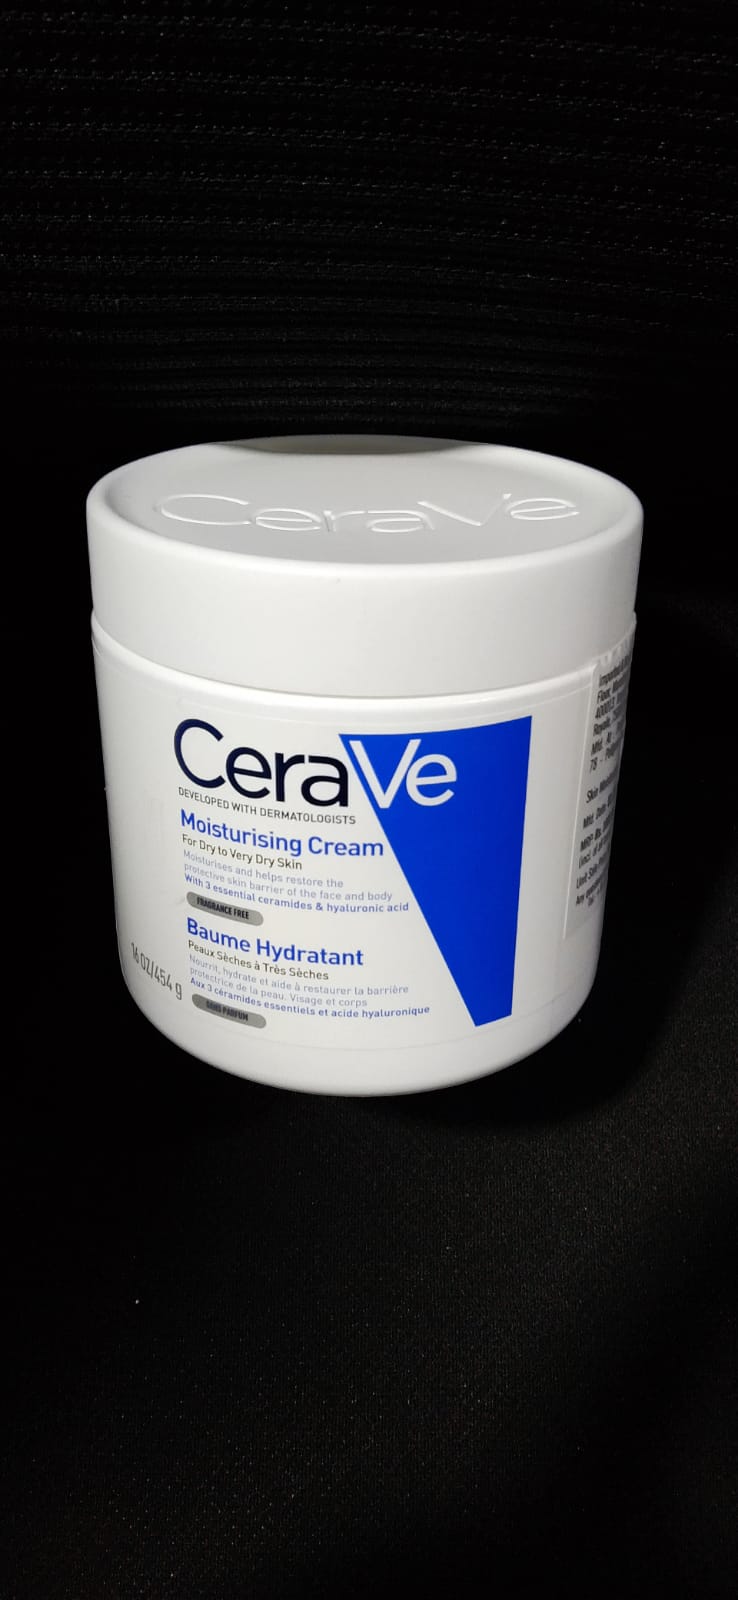 CeraVe
CeraVe
DEVELOPED WITH DERMATOLOGISTS
Moisturising Cream
For Dry to Very Dry Skin
Moisturises and helps restore the
protective skin barrier of the face and body
With 3 essential ceramides & hyaluronic acid
FRAGRANCE FREE
Baume Hydratant
Peaux Sèches à Très Sèches
Nourrit, hydrate et aide à restaurer la barrière
protectrice de la peau. Visage et corps
Aux 3 céramides essentiels et acide hyaluronique
SANS PARFUM
16 OZ/454 g
Floor,
Skin